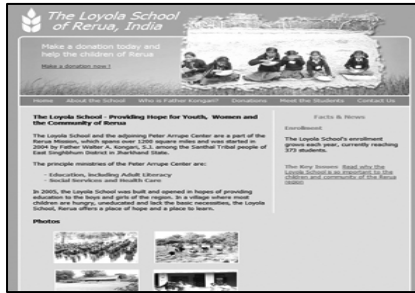 The Loyola School
of Rerua, India
Make a donation today and
help the children of Rerua
Make a donation now !
Home About the School Who is Father Kongari? Donations Meet the Students Contact Us
The Loyola School - Providing Hope for Youth, Women and
the Community of Rerua
The Loyola School and the adjoining Peter Arrupe Center are a part of the
Rerua Mission, which spans over 1200 square miles and was started in
2004 by Father Walter A. Kongari, S.J. among the Santhal Tribal people of
East Singhbhum District in Jharkhand State.
The principle ministries of the Peter Arrupe Center are:
- Education, including Adult Literacy
- Social Services and Health Care
In 2005, the Loyola School was built and opened in hopes of providing
education to the boys and girls of the region. In a village where most
children are hungry, uneducated and lack the basic necessities, the Loyola
School, Rerua offers a place of hope and a place to learn.
Photos
Facts & News
Enrollment
The Loyola School's enrollment
grows each year, currently reaching
373 students.
The Key Issues: Read why the
Loyola School is so important to the
children and community of the Rerua
region